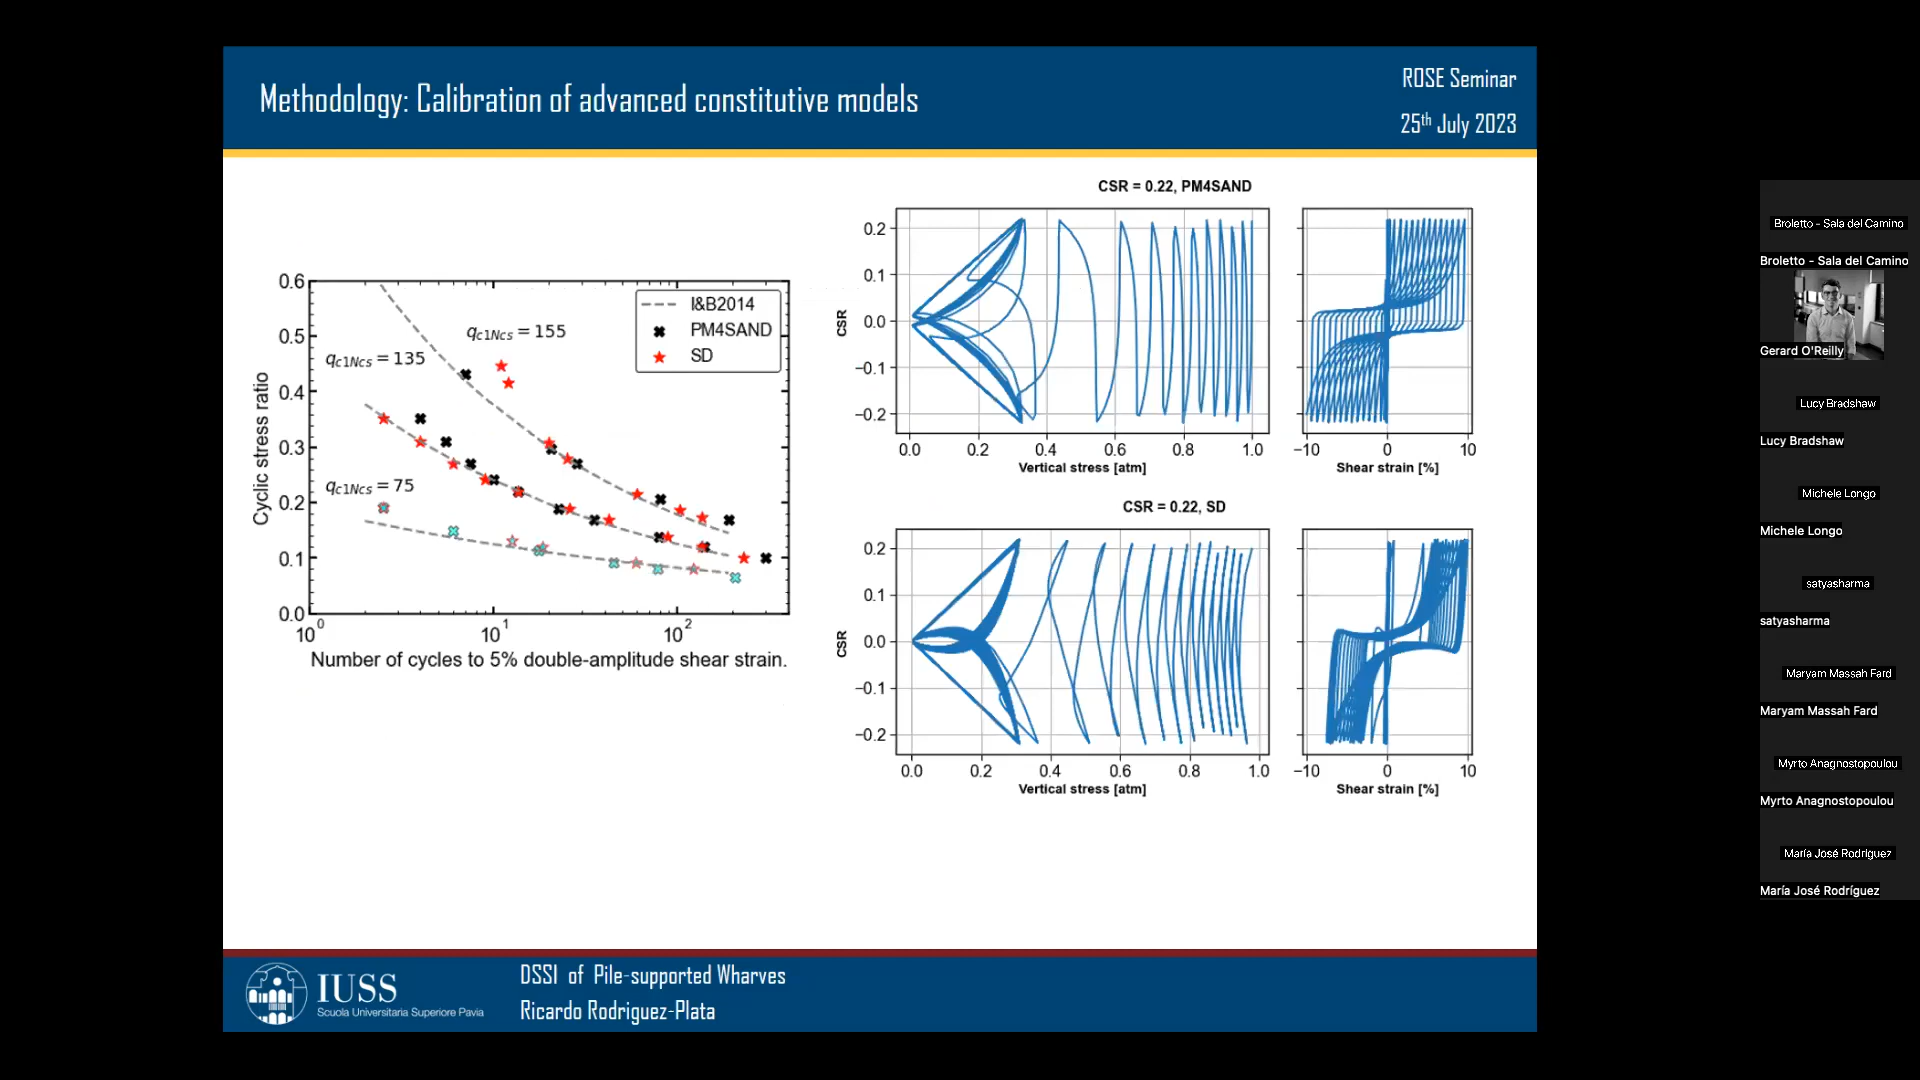 Methodology: Calibration of advanced constitutive models
ROSE Seminar
25th July 2023
0.6
0.5
0.4
0.3
0.2
0.1
0.0
Cyclic stress ratio
10^0
10^1
10^2
Number of cycles to 5% double-amplitude shear strain.
q_c1Ncs = 155
q_c1Ncs = 135
q_c1Ncs = 75
I&B2014
PM4SAND
SD
CSR = 0.22, PM4SAND
CSR
0.2
0.1
0.0
−0.1
−0.2
0.0 0.2 0.4 0.6 0.8 1.0
Vertical stress [atm]
−10 0 10
Shear strain [%]
CSR = 0.22, SD
CSR
0.2
0.1
0.0
−0.1
−0.2
0.0 0.2 0.4 0.6 0.8 1.0
Vertical stress [atm]
−10 0 10
Shear strain [%]
IUSS
Scuola Universitaria Superiore Pavia
DSSI of Pile-supported Wharves
Ricardo Rodriguez-Plata
Broletto - Sala del Camino
Broletto - Sala del Camino
Gerard O'Reilly
Lucy Bradshaw
Lucy Bradshaw
Michele Longo
Michele Longo
satyasharma
satyasharma
Maryam Massah Fard
Maryam Massah Fard
Myrto Anagnostopoulou
Myrto Anagnostopoulou
María José Rodríguez
María José Rodríguez